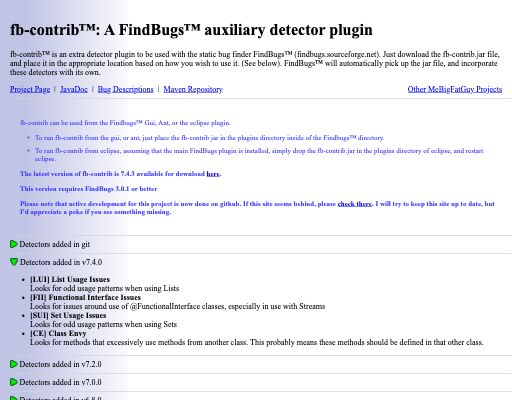 fb-contrib™: A FindBugs™ auxiliary detector plugin
fb-contrib™ is an extra detector plugin to be used with the static bug finder FindBugs™ (findbugs.sourceforge.net). Just download the fb-contrib.jar file,
and place it in the appropriate location based on how you wish to use it. (See below). FindBugs™ will automatically pick up the jar file, and incorporate
these detectors with its own.
Project Page | JavaDoc | Bug Descriptions | Maven Repository Other MeBigFatGuy Projects
fb-contrib can be used from the Findbugs™ Gui, Ant, or the eclipse plugin.
• To run fb-contrib from the gui, or ant, just place the fb-contrib jar in the plugins directory inside of the Findbugs™ directory.
• To run fb-contrib from eclipse, assuming that the main FindBugs plugin is installed, simply drop the fb-contrib.jar in the plugins directory of eclipse, and restart
eclipse.
The latest version of fb-contrib is 7.4.3 available for download here.
This version requires FindBugs 3.0.1 or better
Please note that active development for this project is now done on github. If this site seems behind, please check there. I will try to keep this site up to date, but
I'd appreciate a poke if you see something missing.
Detectors added in git
Detectors added in v7.4.0
• [LUI] List Usage Issues
Looks for odd usage patterns when using Lists
• [FII] Functional Interface Issues
Looks for issues around use of @FunctionalInterface classes, especially in use with Streams
• [SUI] Set Usage Issues
Looks for odd usage patterns when using Sets
• [CE] Class Envy
Looks for methods that excessively use methods from another class. This probably means these methods should be defined in that other class.
Detectors added in v7.2.0
Detectors added in v7.0.0
Detectors added in v6.8.0